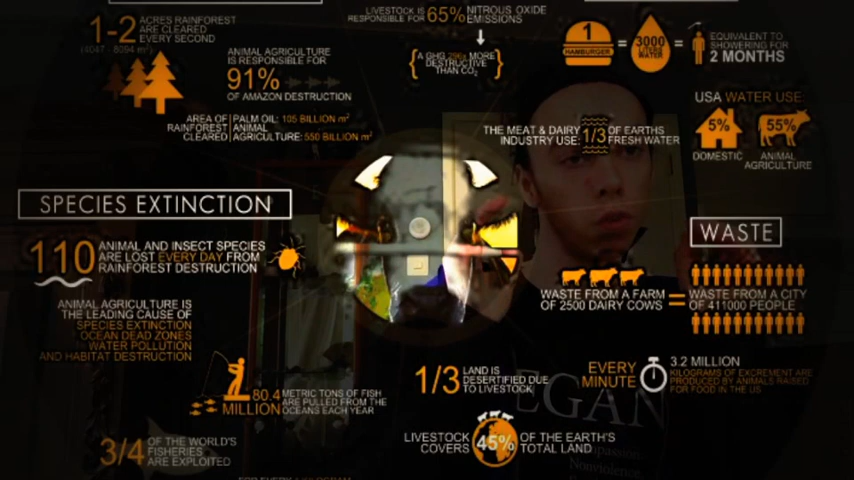 1-2 ACRES RAINFOREST
ARE CLEARED
EVERY SECOND
(4047 - 8094 m²)
ANIMAL AGRICULTURE
IS RESPONSIBLE FOR
91%
OF AMAZON DESTRUCTION
AREA OF RAINFOREST CLEARED
PALM OIL: 105 BILLION m²
ANIMAL
AGRICULTURE: 550 BILLION m²
LIVESTOCK IS
RESPONSIBLE FOR 65% NITROUS OXIDE
EMISSIONS
A GHG 296x MORE
DESTRUCTIVE
THAN CO₂
1
HAMBURGER
=
3000
LITERS
WATER
=
EQUIVALENT TO
SHOWERING FOR
2 MONTHS
THE MEAT & DAIRY
INDUSTRY USE: 1/3 OF EARTHS
FRESH WATER
USA WATER USE
5%
DOMESTIC
55%
ANIMAL
AGRICULTURE
SPECIES EXTINCTION
110 ANIMAL AND INSECT SPECIES
ARE LOST EVERY DAY FROM
RAINFOREST DESTRUCTION
ANIMAL AGRICULTURE IS
THE LEADING CAUSE OF
SPECIES EXTINCTION
OCEAN DEAD ZONES
WATER POLLUTION
AND HABITAT DESTRUCTION
80.4
MILLION
METRIC TONS OF FISH
ARE PULLED FROM THE
OCEANS EACH YEAR
3/4 OF THE WORLD'S
FISHERIES
ARE EXPLOITED
WASTE
WASTE FROM A FARM
OF 2500 DAIRY COWS
=
WASTE FROM A CITY
OF 411000 PEOPLE
1/3 LAND IS
DESERTIFIED DUE
TO LIVESTOCK
EVERY
MINUTE
3.2 MILLION
KILOGRAMS OF EXCREMENT ARE
PRODUCED BY ANIMALS RAISED
FOR FOOD IN THE US
LIVESTOCK
COVERS 45% OF THE EARTH'S
TOTAL LAND
EGAN
Nonviolence
FOR EVERY 1 KILOGRAM